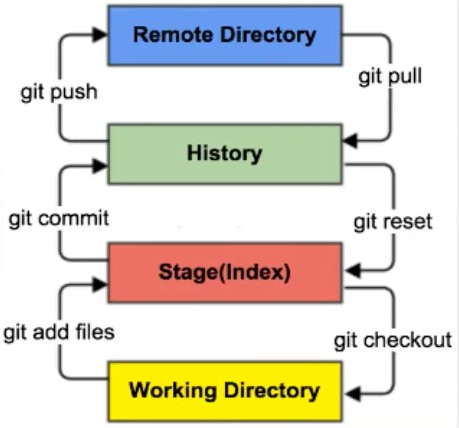 Remote Directory
git pull
git push
History
git commit
git reset
Stage(Index)
git add files
git checkout
Working Directory